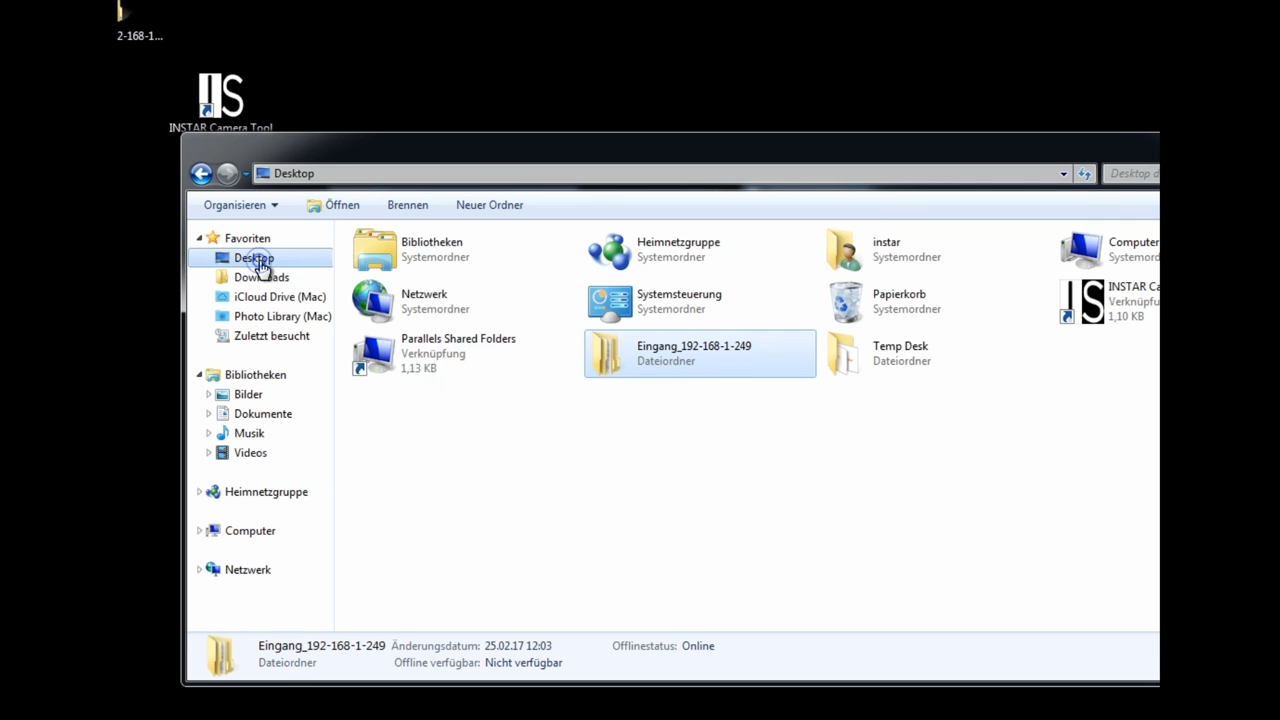 2-168-1...
INSTAR Camera Tool
Desktop
Desktop d
Organisieren
Öffnen
Brennen
Neuer Ordner
Favoriten
Desktop
Downloads
iCloud Drive (Mac)
Photo Library (Mac)
Zuletzt besucht
Bibliotheken
Bilder
Dokumente
Musik
Videos
Heimnetzgruppe
Computer
Netzwerk
Bibliotheken
Systemordner
Heimnetzgruppe
Systemordner
instar
Systemordner
Computer
Systemord
Netzwerk
Systemordner
Systemsteuerung
Systemordner
Papierkorb
Systemordner
IS
INSTAR Ca
Verknüpfu
1,10 KB
Parallels Shared Folders
Verknüpfung
1,13 KB
Eingang_192-168-1-249
Dateiordner
Temp Desk
Dateiordner
Eingang_192-168-1-249 Änderungsdatum: 25.02.17 12:03 Offlinestatus: Online
Dateiordner Offline verfügbar: Nicht verfügbar